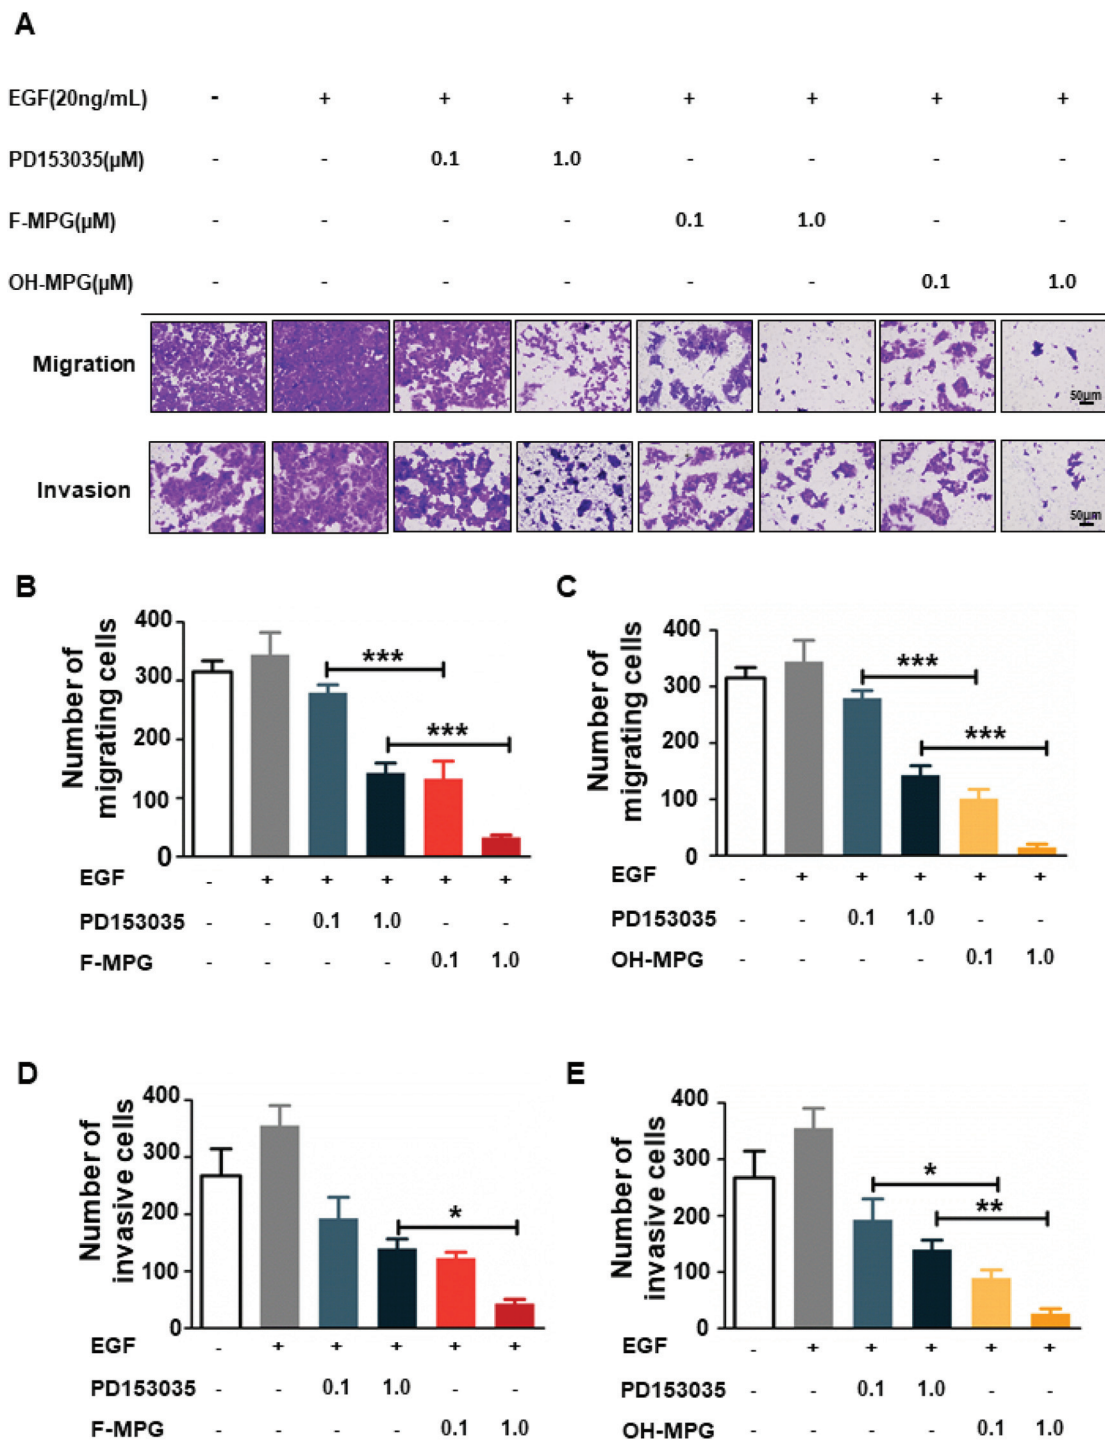 A
EGF(20ng/mL) - + + + + + + +
PD153035(µM) - - 0.1 1.0 - - - -
F-MPG(µM) - - - - 0.1 1.0 - -
OH-MPG(µM) - - - - - - 0.1 1.0
Migration
50µm
Invasion
50µm
B
Number of
migrating cells
400
300
200
100
0
***
***
EGF - + + + + +
PD153035 - - 0.1 1.0 - -
F-MPG - - - - 0.1 1.0
C
Number of
migrating cells
400
300
200
100
0
***
***
EGF - + + + + +
PD153035 - - 0.1 1.0 - -
OH-MPG - - - - 0.1 1.0
D
Number of
invasive cells
400
300
200
100
0
*
EGF - + + + + +
PD153035 - - 0.1 1.0 - -
F-MPG - - - - 0.1 1.0
E
Number of
invasive cells
400
300
200
100
0
*
**
EGF - + + + + +
PD153035 - - 0.1 1.0 - -
OH-MPG - - - - 0.1 1.0